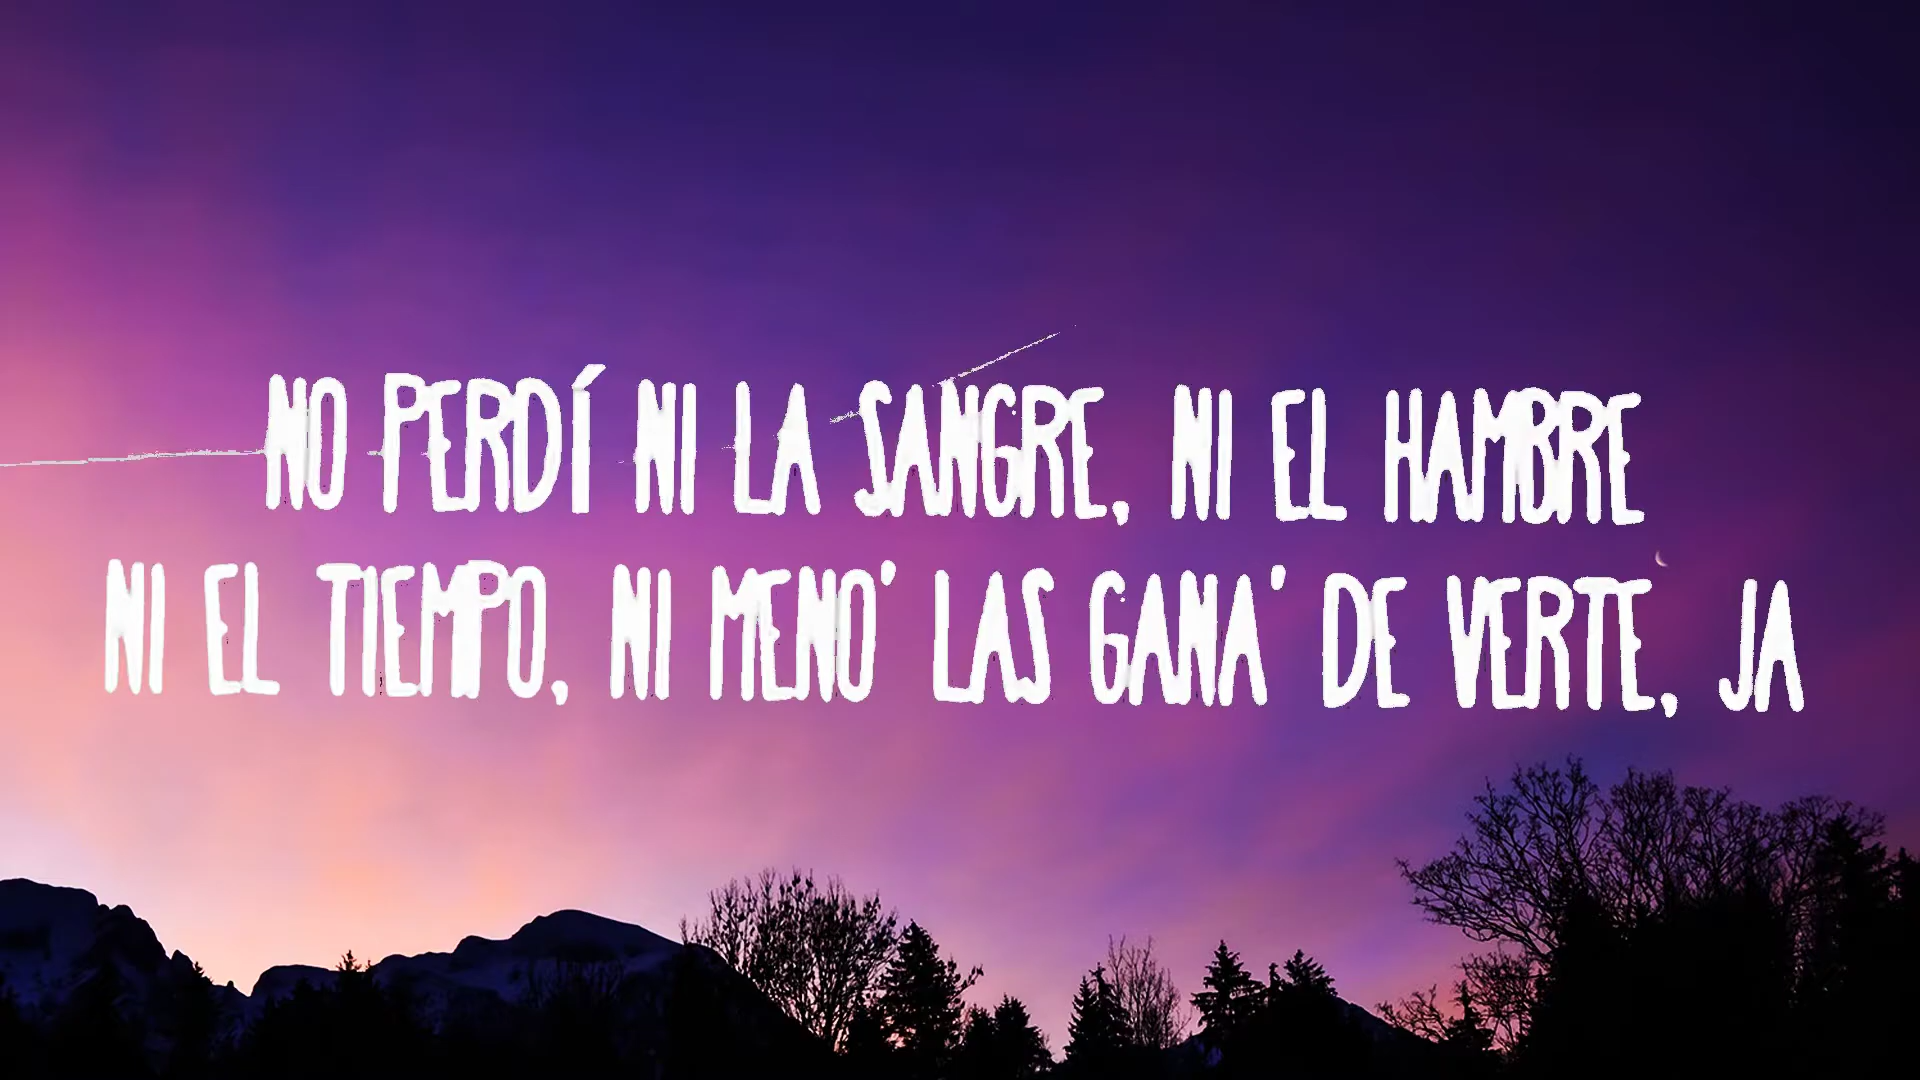 NO PERDÍ NI LA SANGRE, NI EL HAMBRE
NI EL TIEMPO, NI MENO' LAS GANA' DE VERTE, JA